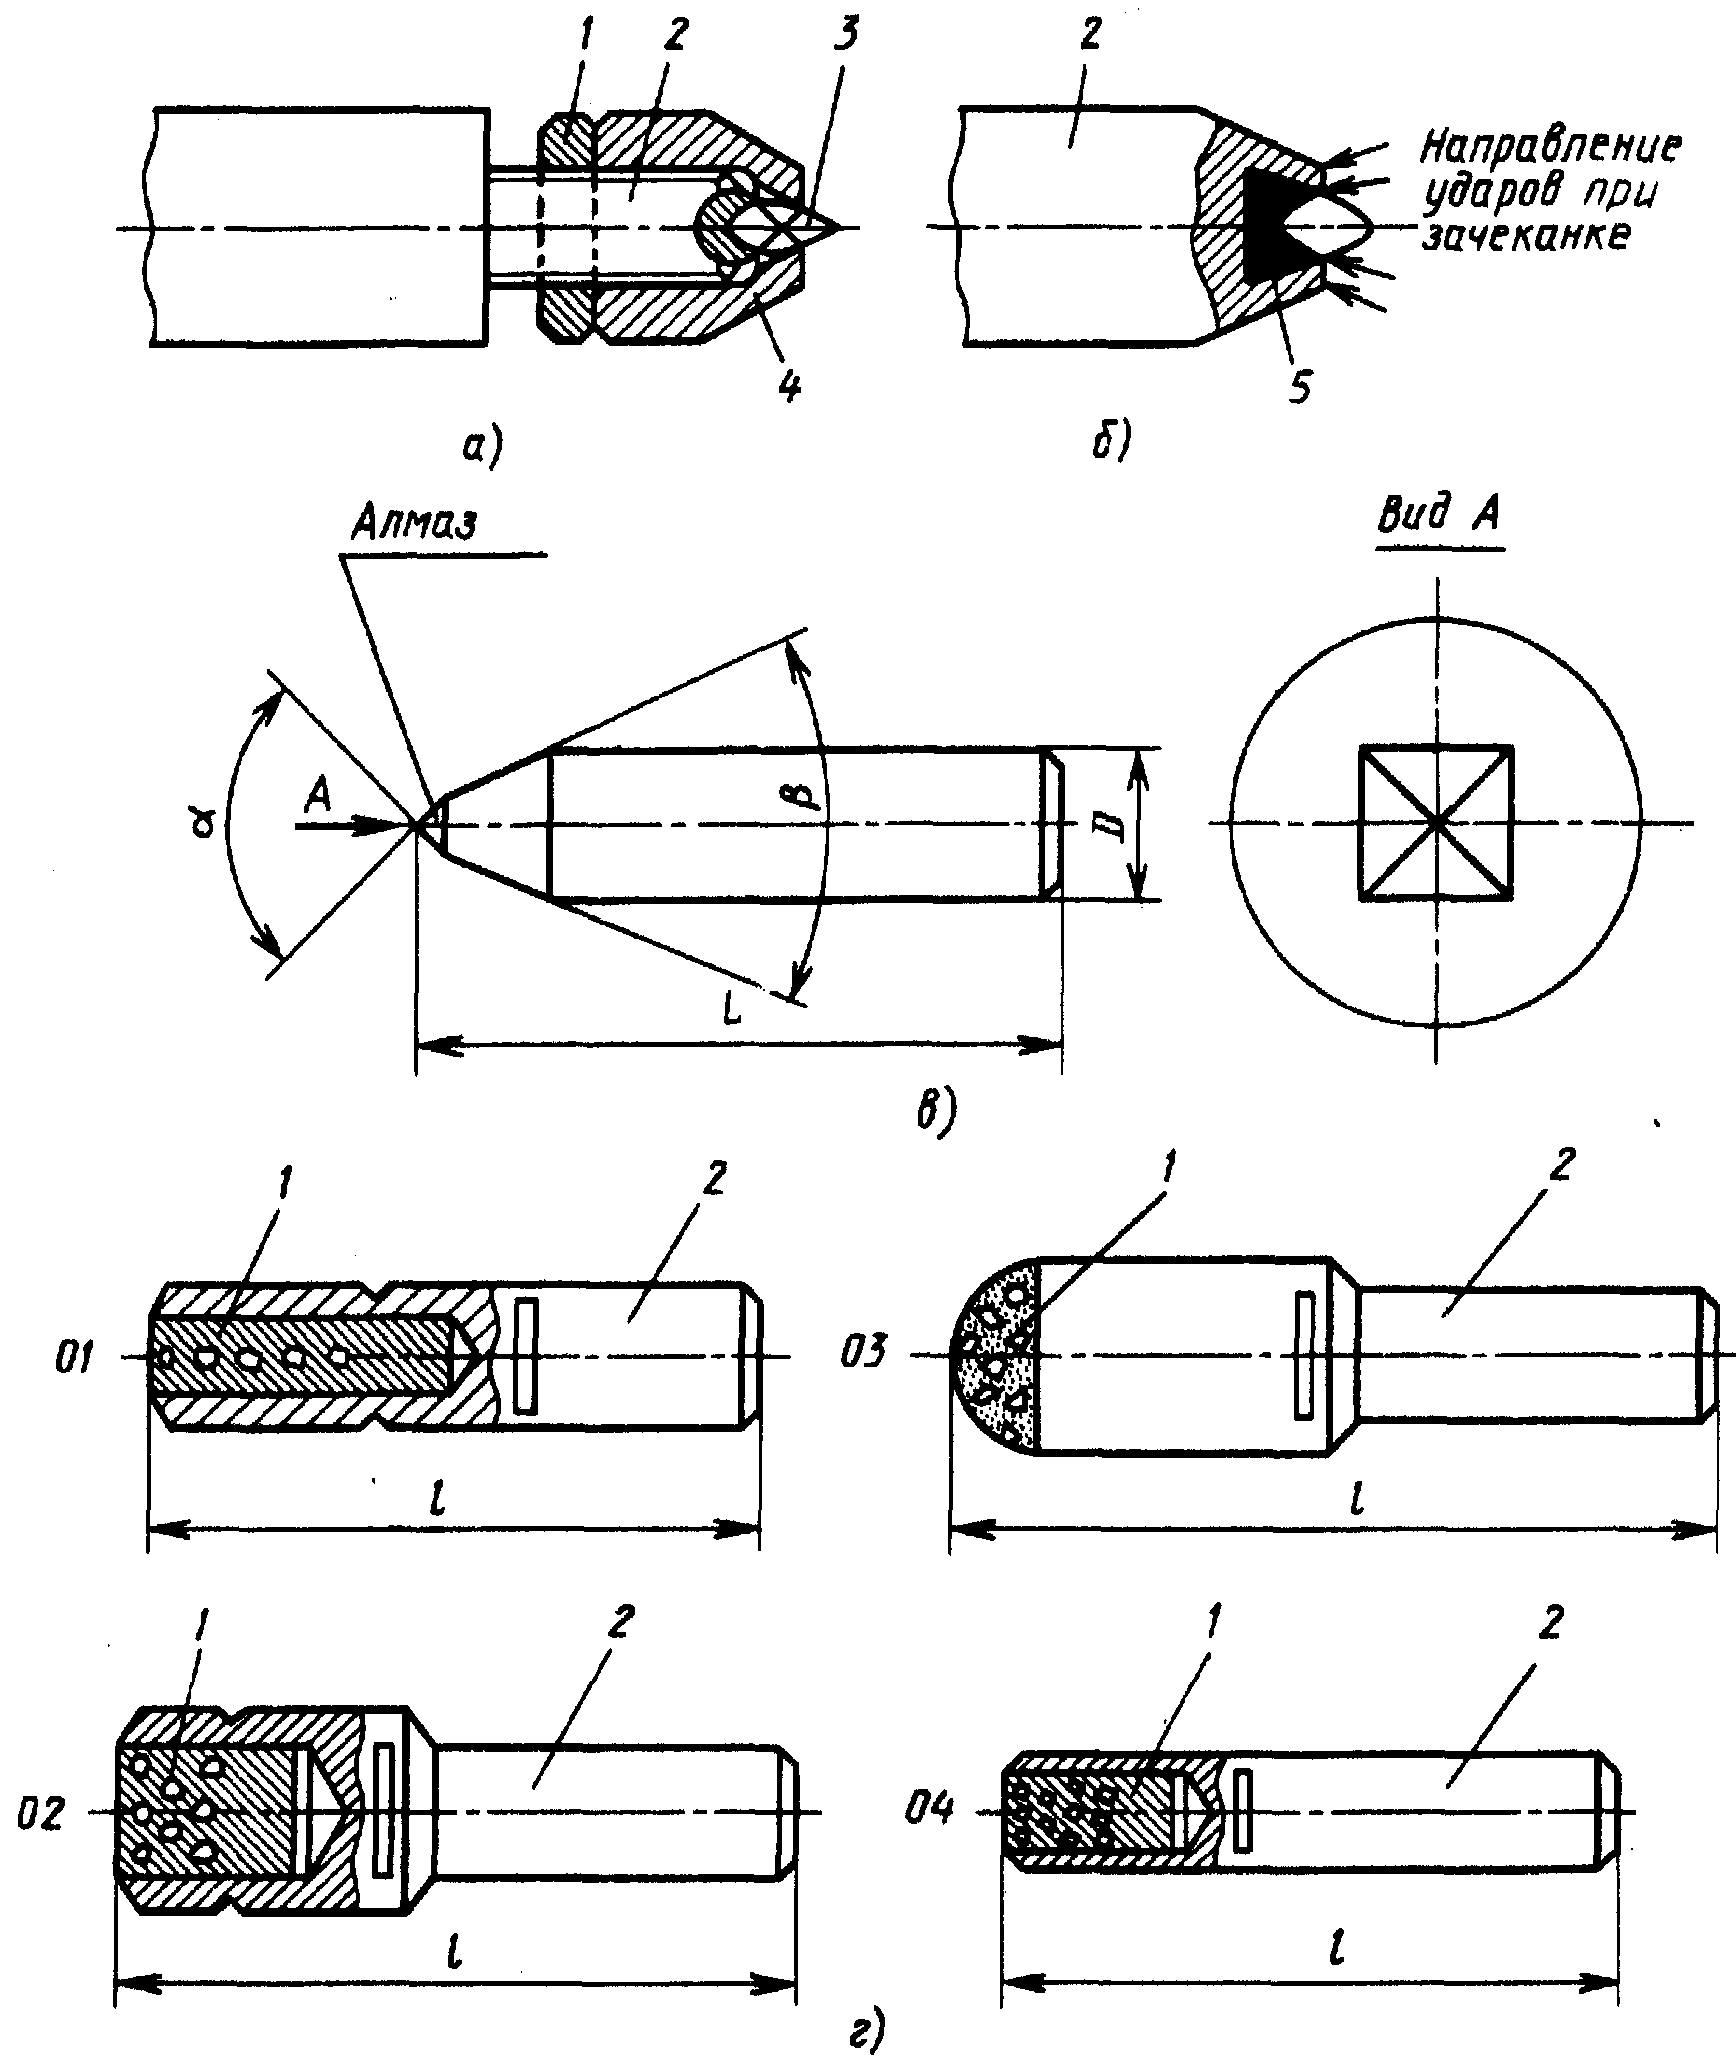 1 2 3
2
Направление
ударов при
зачеканке
4
5
а)
б)
Алмаз
Вид А
α
А
β
D
L
в)
1 2
1 2
01
03
l
l
1 2
1 2
02
04
l
l
г)